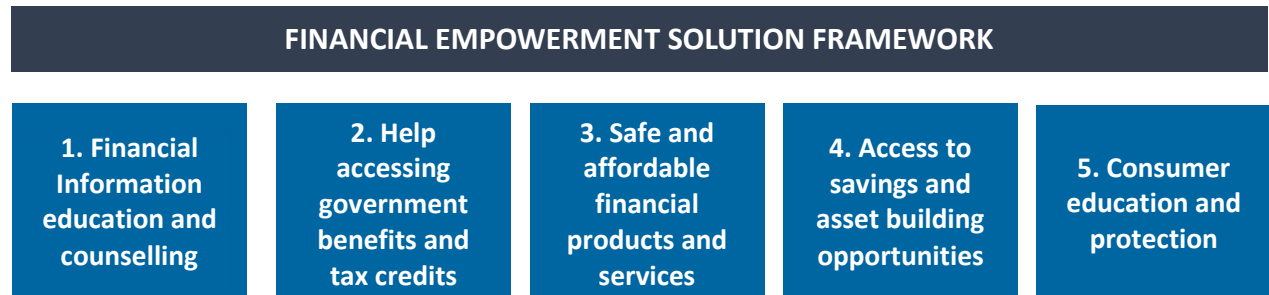 FINANCIAL EMPOWERMENT SOLUTION FRAMEWORK
1. Financial
Information
education and
counselling
2. Help
accessing
government
benefits and
tax credits
3. Safe and
affordable
financial
products and
services
4. Access to
savings and
asset building
opportunities
5. Consumer
education and
protection